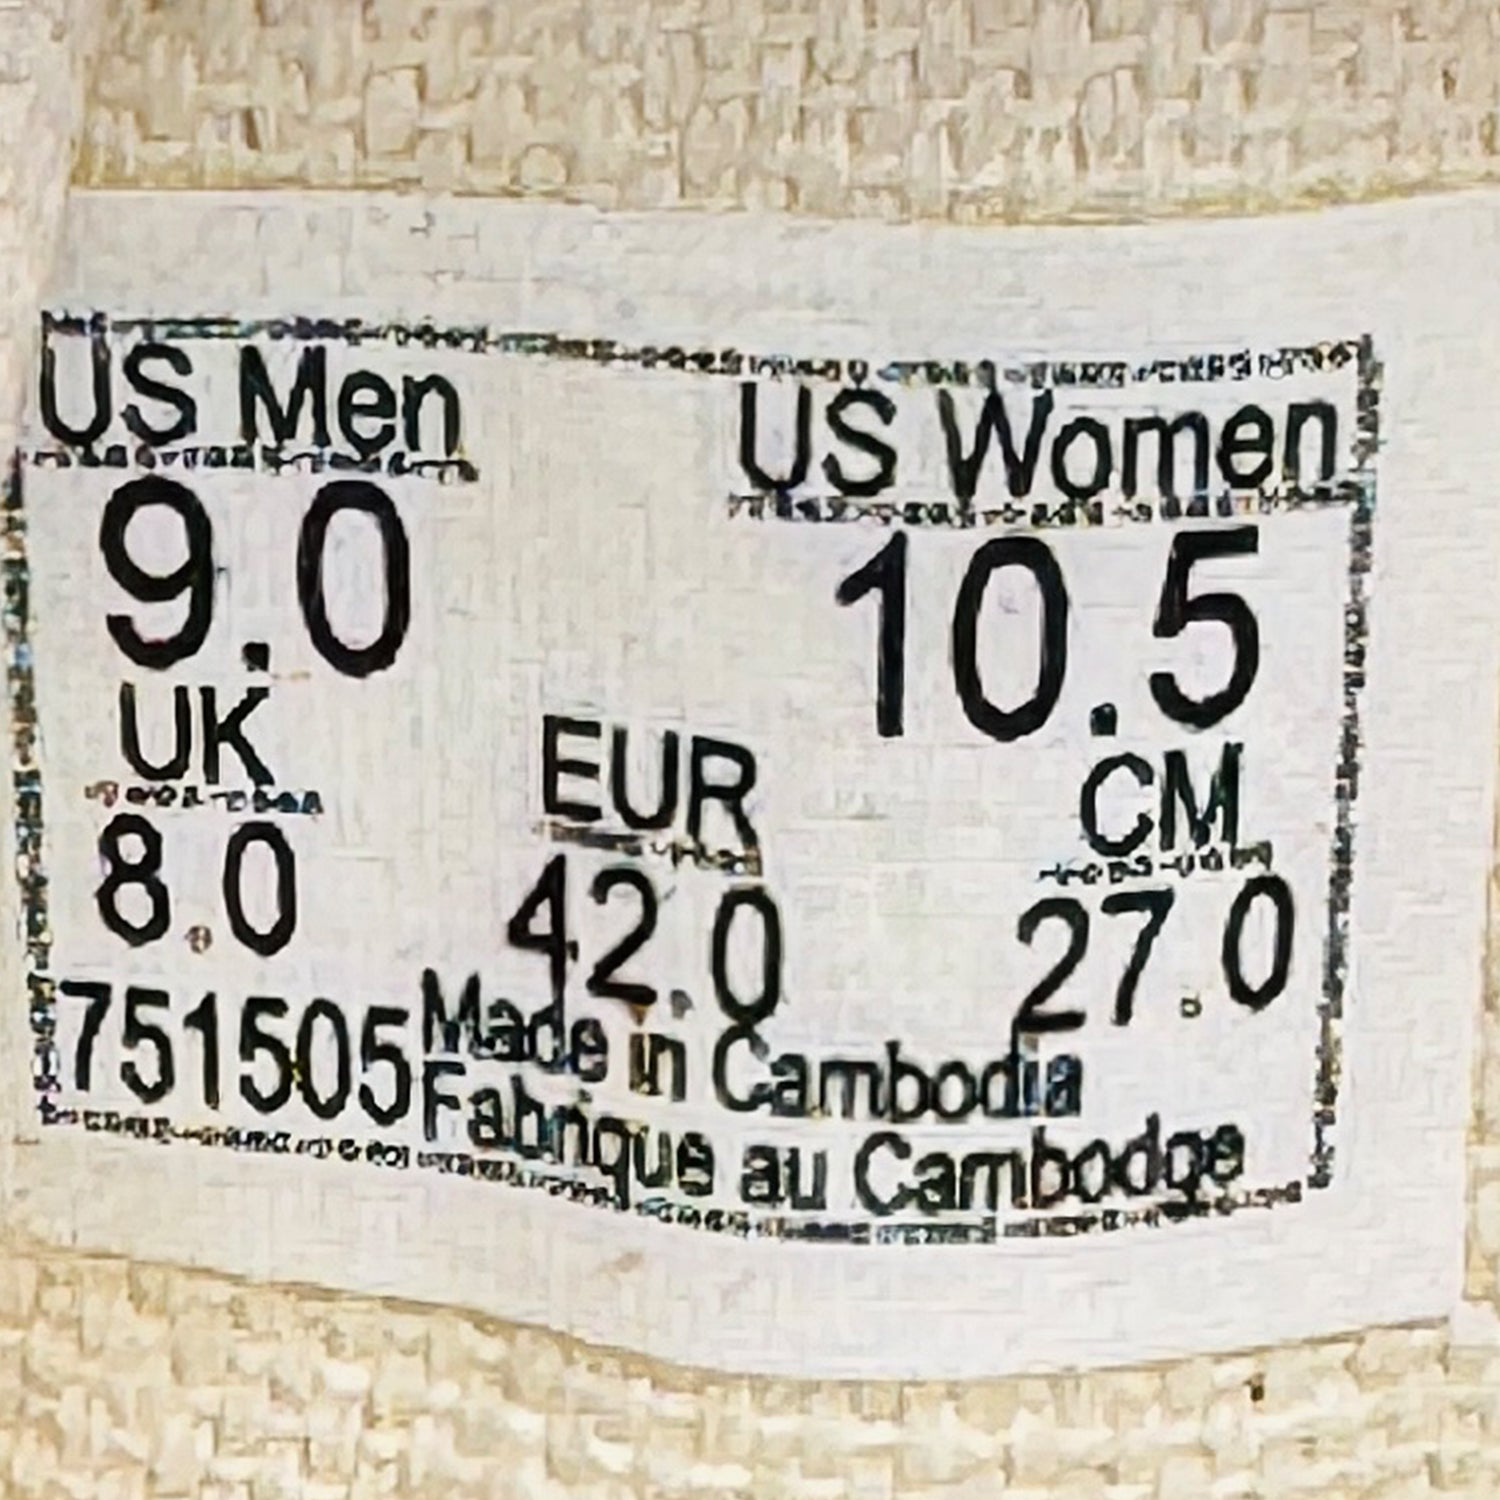 US Men US Women
9.0 10.5
UK EUR CM
8.0 42.0 27.0
751505 Made in Cambodia
Fabrique au Cambodge